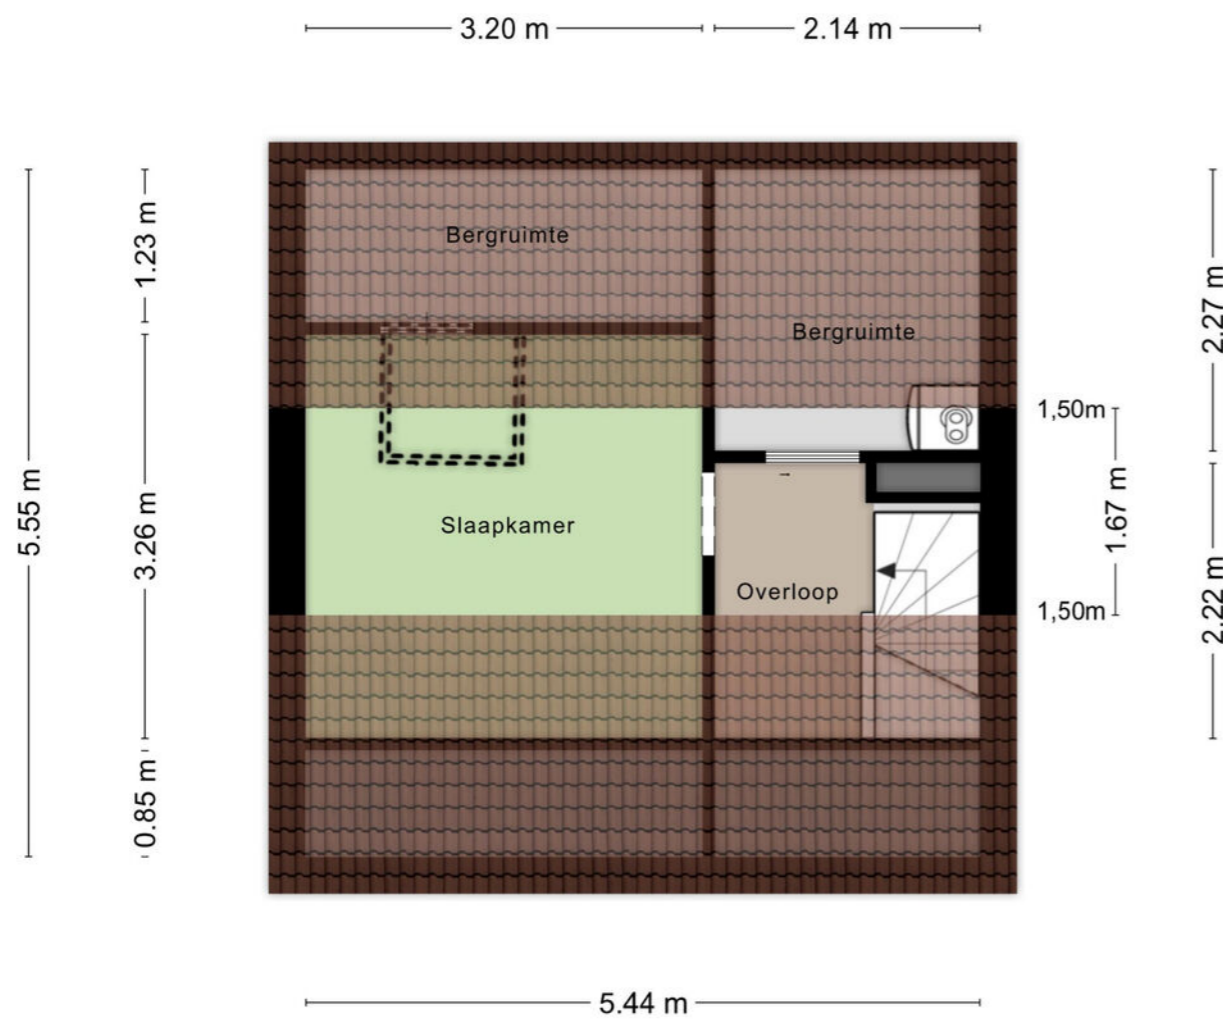 3.20 m
2.14 m
1.23 m
Bergruimte
2.27 m
Bergruimte
1,50m
5.55 m
3.26 m
Slaapkamer
1.67 m
Overloop
1,50m
2.22 m
0.85 m
5.44 m